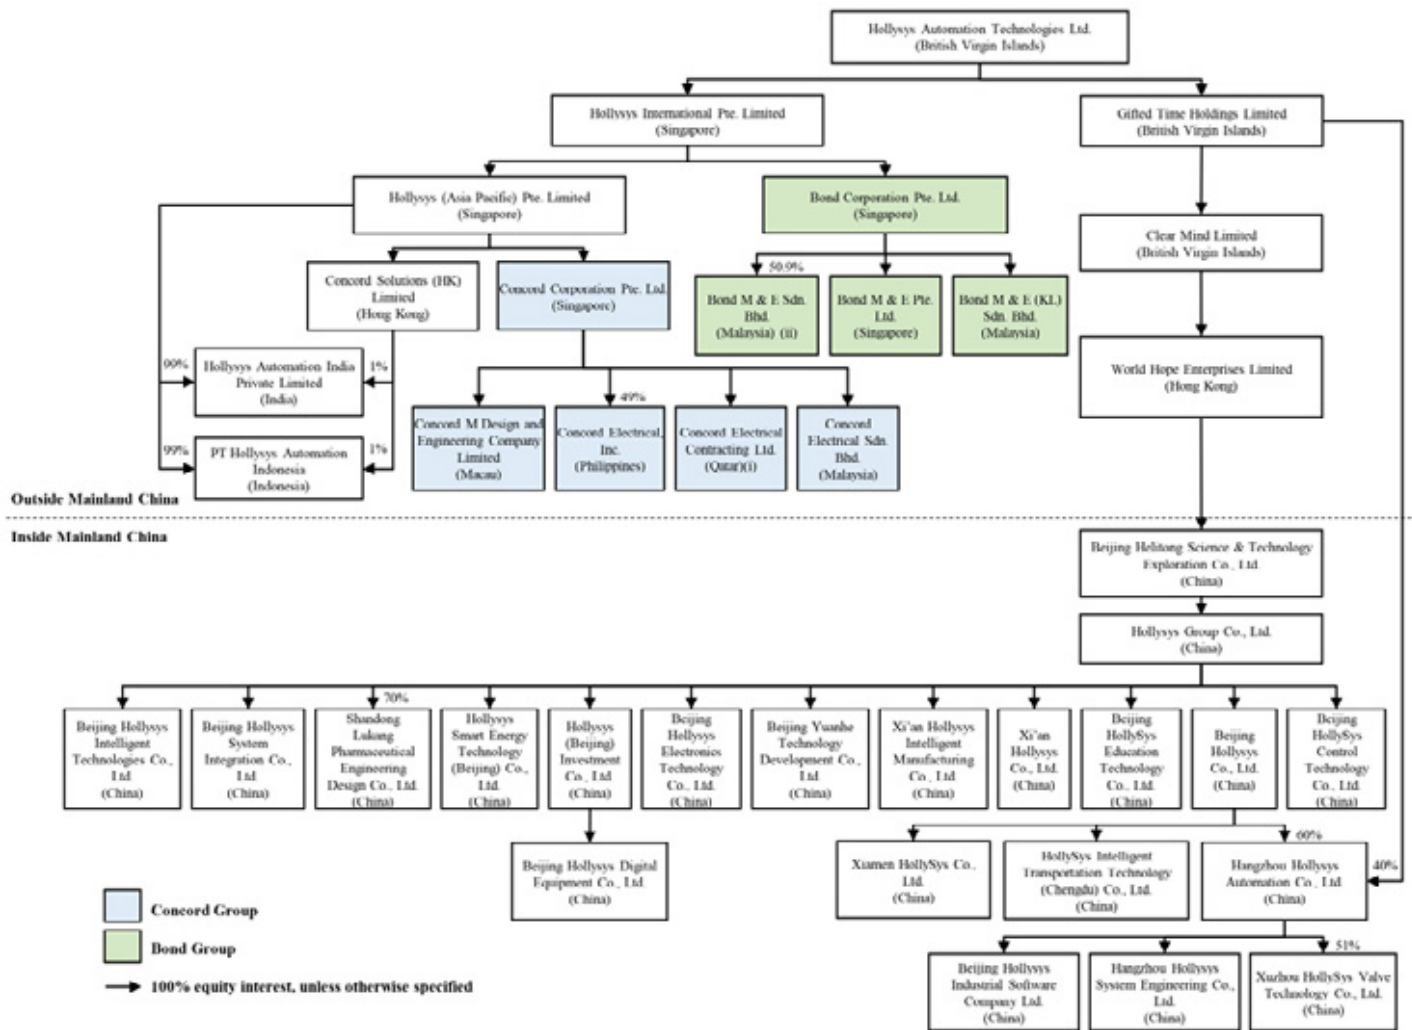 Hollysys Automation Technologies Ltd.
(British Virgin Islands)
Hollysys International Pte. Limited
(Singapore)
Gifted Time Holdings Limited
(British Virgin Islands)
Hollysys (Asia Pacific) Pte. Limited
(Singapore)
Bond Corporation Pte. Ltd.
(Singapore)
Clear Mind Limited
(British Virgin Islands)
Concord Solutions (HK)
Limited
(Hong Kong)
Concord Corporation Pte. Ltd.
(Singapore)
50.9%
Bond M & E Sdn.
Bhd.
(Malaysia) (ii)
Bond M & E Pte.
Ltd.
(Singapore)
Bond M & E (KL)
Sdn. Bhd.
(Malaysia)
World Hope Enterprises Limited
(Hong Kong)
99%
Hollysys Automation India
Private Limited
(India)
1%
49%
Concord M Design and
Engineering Company
Limited
(Macau)
Concord Electrical,
Inc.
(Philippines)
Concord Electrical
Contracting Ltd.
(Qatar)(i)
Concord
Electrical Sdn.
Bhd.
(Malaysia)
99%
PT Hollysys Automation
Indonesia
(Indonesia)
1%
Outside Mainland China
Inside Mainland China
Beijing Helitong Science & Technology
Exploration Co., Ltd.
(China)
Hollysys Group Co., Ltd.
(China)
70%
Beijing Hollysys
Intelligent
Technologies Co.,
Ltd
(China)
Beijing Hollysys
System
Integration Co.,
Ltd
(China)
Shandong
Lukang
Pharmaceutical
Engineering
Design Co., Ltd.
(China)
Hollysys
Smart Energy
Technology
(Beijing) Co.,
Ltd.
(China)
Hollysys
(Beijing)
Investment
Co., Ltd
(China)
Beijing
Hollysys
Electronics
Technology
Co., Ltd.
(China)
Beijing Yuanhe
Technology
Development Co.,
Ltd
(China)
Xi'an Hollysys
Intelligent
Manufacturing
Co., Ltd
(China)
Xi'an
Hollysys
Co., Ltd.
(China)
Beijing
HollySys
Education
Technology
Co., Ltd.
(China)
Beijing
Hollysys
Co., Ltd.
(China)
Beijing
HollySys
Control
Technology
Co., Ltd.
(China)
Beijing Hollysys Digital
Equipment Co., Ltd.
(China)
Xiamen HollySys Co.,
Ltd.
(China)
HollySys Intelligent
Transportation Technology
(Chengdu) Co., Ltd.
(China)
60%
Hangzhou Hollysys
Automation Co., Ltd
(China)
40%
Beijing Hollysys
Industrial Software
Company Ltd.
(China)
Hangzhou Hollysys
System Engineering Co.,
Ltd.
(China)
51%
Xuzhou HollySys Valve
Technology Co., Ltd.
(China)
Concord Group
Bond Group
100% equity interest, unless otherwise specified